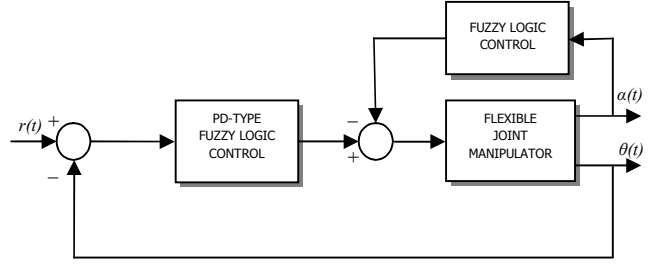 FUZZY LOGIC
CONTROL
α(t)
r(t)
+
−
PD-TYPE
FUZZY LOGIC
CONTROL
−
+
FLEXIBLE
JOINT
MANIPULATOR
θ(t)